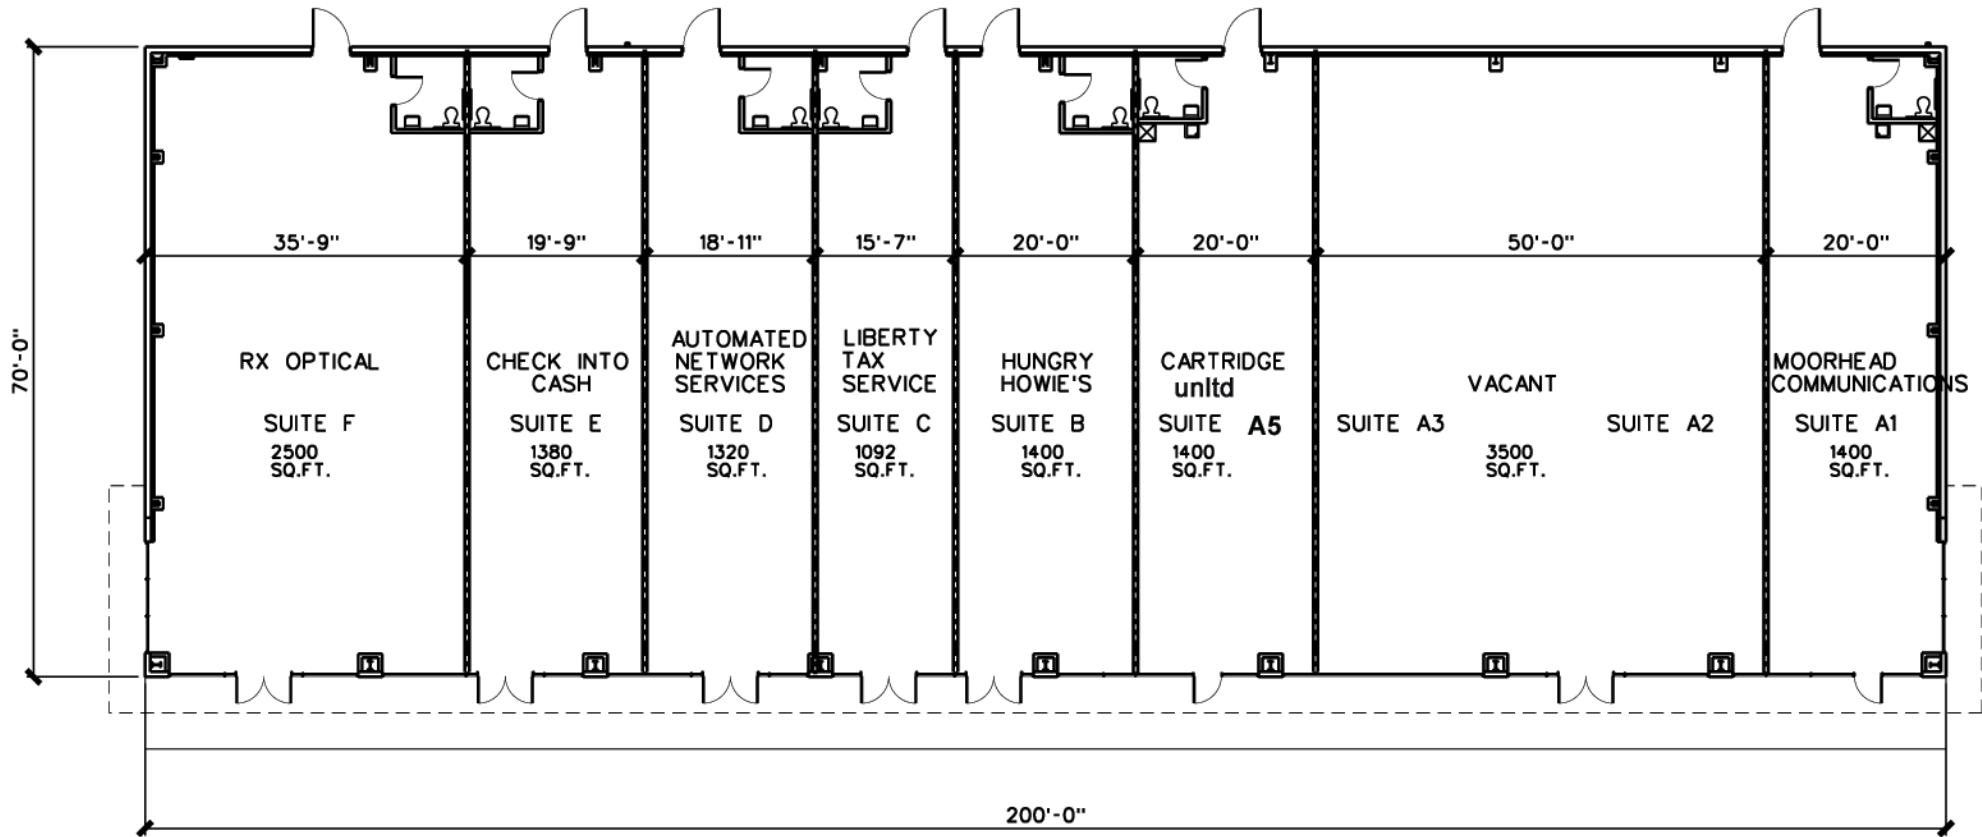 35'-9"
19'-9"
18'-11"
15'-7"
20'-0"
20'-0"
50'-0"
20'-0"
70'-0"
RX OPTICAL
SUITE F
2500
SQ.FT.
CHECK INTO
CASH
SUITE E
1380
SQ.FT.
AUTOMATED
NETWORK
SERVICES
SUITE D
1320
SQ.FT.
LIBERTY
TAX
SERVICE
SUITE C
1092
SQ.FT.
HUNGRY
HOWIE'S
SUITE B
1400
SQ.FT.
CARTRIDGE
unltd
SUITE A5
1400
SQ.FT.
VACANT
SUITE A3 SUITE A2
3500
SQ.FT.
MOORHEAD
COMMUNICATIONS
SUITE A1
1400
SQ.FT.
200'-0"